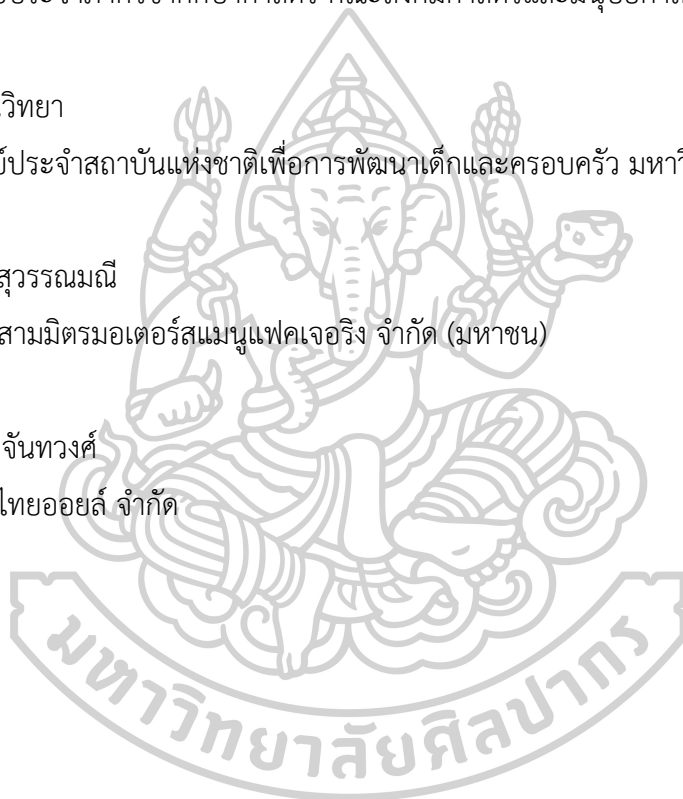 วิทยา
ประจำสถาบันแห่งชาติเพื่อการพัฒนาเด็กและครอบครัว
สุวรรณมณี
สามมิตรมอเตอร์สแมนูแฟคเจอริง จำกัด (มหาชน)
จันทวงศ์
ไทยออยล์ จำกัด
มหาวิทยาลัยศิลปากร